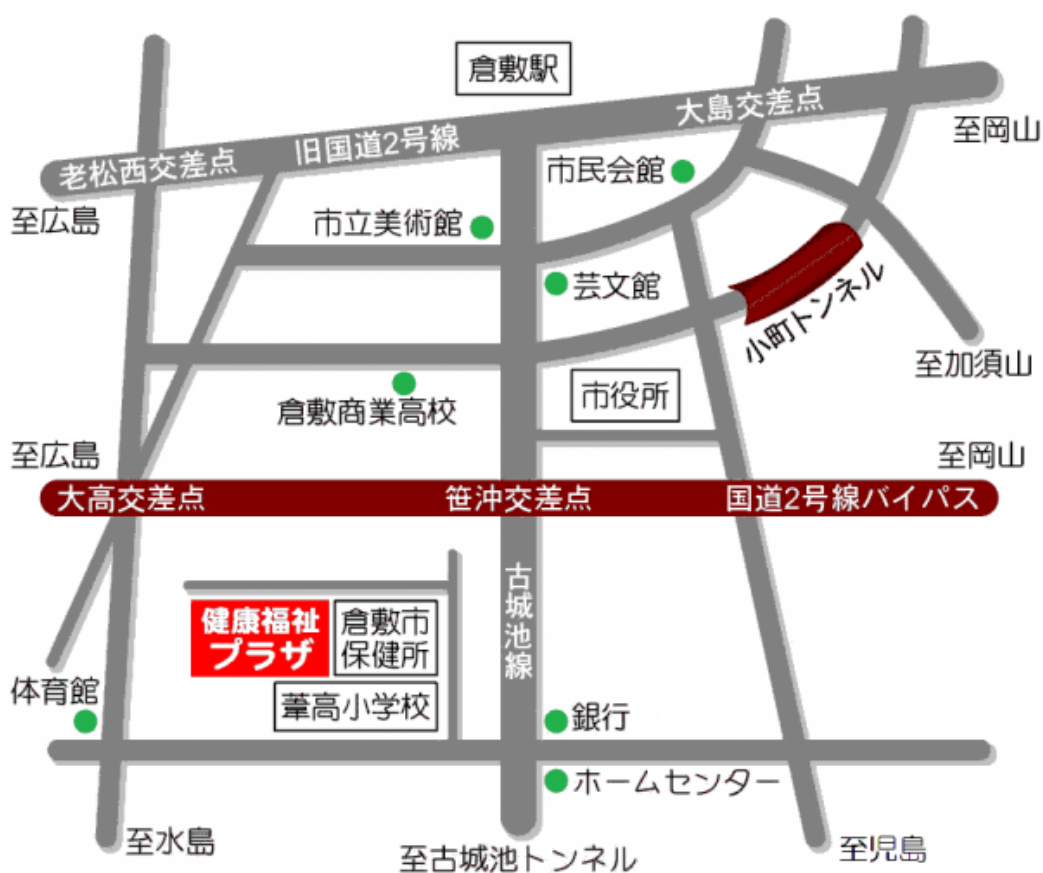 倉敷駅
大島交差点
至岡山
旧国道2号線
老松西交差点
市民会館
至広島
市立美術館
芸文館
小町トンネル
至加須山
市役所
倉敷商業高校
至広島
至岡山
大高交差点
笹沖交差点
国道2号線バイパス
古城池線
健康福祉
プラザ
倉敷市
保健所
体育館
葦高小学校
銀行
ホームセンター
至水島
至古城池トンネル
至児島